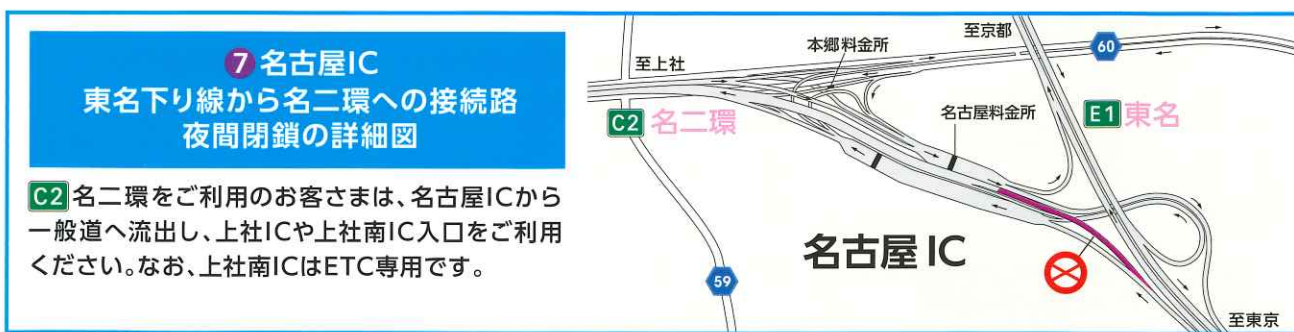 7 名古屋IC
東名下り線から名二環への接続路
夜間閉鎖の詳細図
C2 名二環をご利用のお客さまは、名古屋ICから
一般道へ流出し、上社ICや上社南IC入口をご利用
ください。なお、上社南ICはETC専用です。
至京都
本郷料金所
60
至上社
名古屋料金所
E1 東名
C2 名二環
名古屋IC
59
至東京